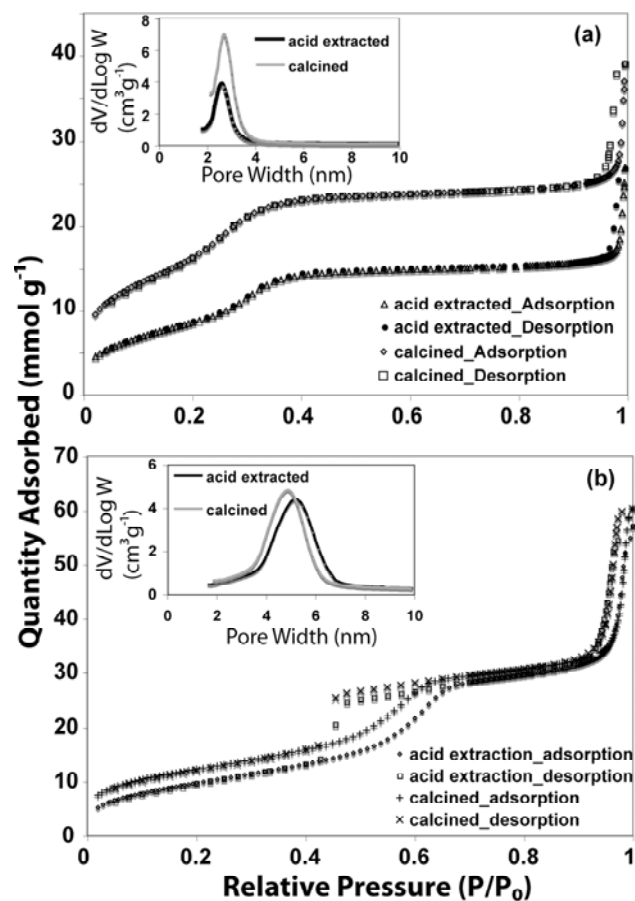 (a)
8
6
4
2
0
dV/dLog W
(cm³g⁻¹)
acid extracted
calcined
0 2 4 6 8 10
Pore Width (nm)
40
30
20
10
0
acid extracted_Adsorption
acid extracted_Desorption
calcined_Adsorption
calcined_Desorption
0 0.2 0.4 0.6 0.8 1
Quantity Adsorbed (mmol g⁻¹)
(b)
6
4
2
0
dV/dLog W
(cm³g⁻¹)
acid extracted
calcined
0 2 4 6 8 10
Pore Width (nm)
70
60
50
40
30
20
10
0
acid extraction_adsorption
acid extraction_desorption
calcined_adsorption
calcined_desorption
0 0.2 0.4 0.6 0.8 1
Relative Pressure (P/P₀)